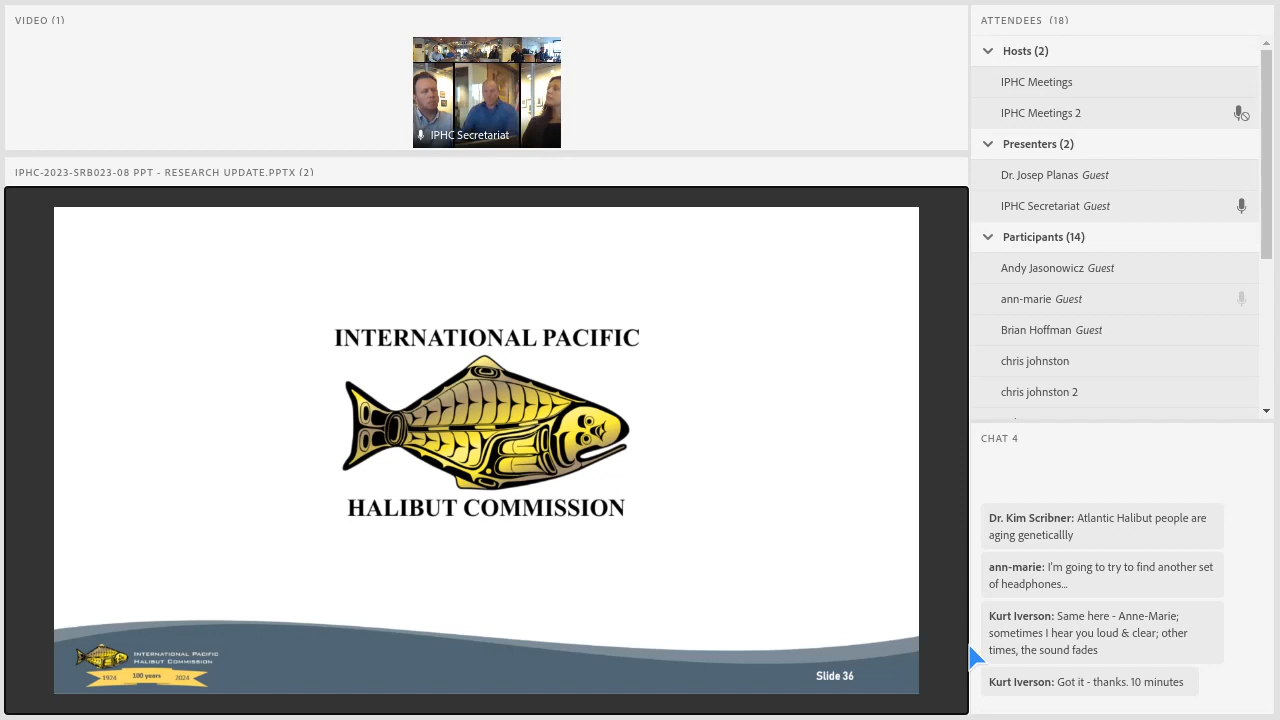 VIDEO (1)
IPHC Secretariat
IPHC-2023-SRB023-08 PPT - RESEARCH UPDATE.PPTX (2)
INTERNATIONAL PACIFIC
HALIBUT COMMISSION
International Pacific
Halibut Commission
1924 100 years 2024
Slide 36
ATTENDEES (18)
Hosts (2)
IPHC Meetings
IPHC Meetings 2
Presenters (2)
Dr. Josep Planas Guest
IPHC Secretariat Guest
Participants (14)
Andy Jasonowicz Guest
ann-marie Guest
Brian Hoffman Guest
chris johnston
chris johnston 2
CHAT 4
Dr. Kim Scribner: Atlantic Halibut people are
aging geneticallly
ann-marie: I'm going to try to find another set
of headphones...
Kurt Iverson: Same here - Anne-Marie;
sometimes I hear you loud & clear; other
times, the audio fades
Kurt Iverson: Got it - thanks. 10 minutes